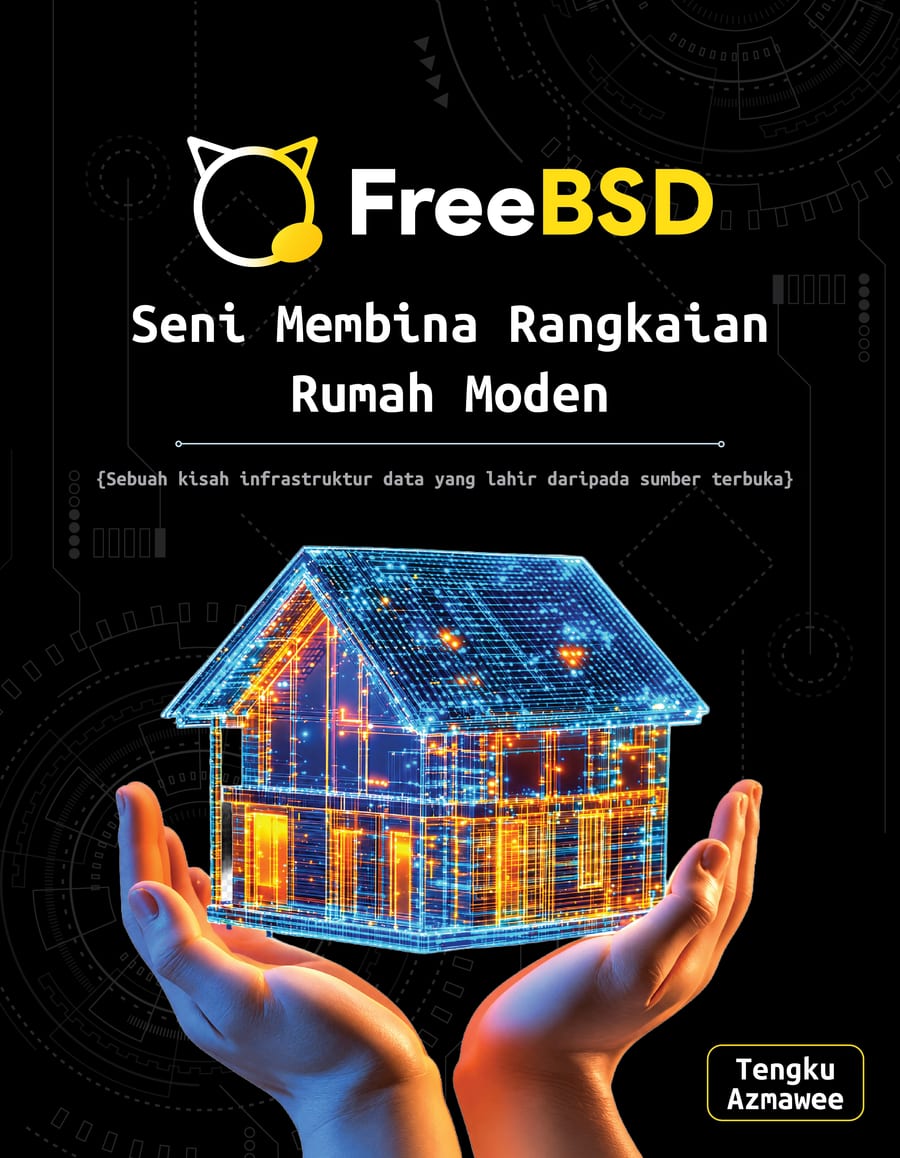 FreeBSD
Seni Membina Rangkaian
Rumah Moden
{Sebuah kisah infrastruktur data yang lahir daripada sumber terbuka}
Tengku
Azmawee